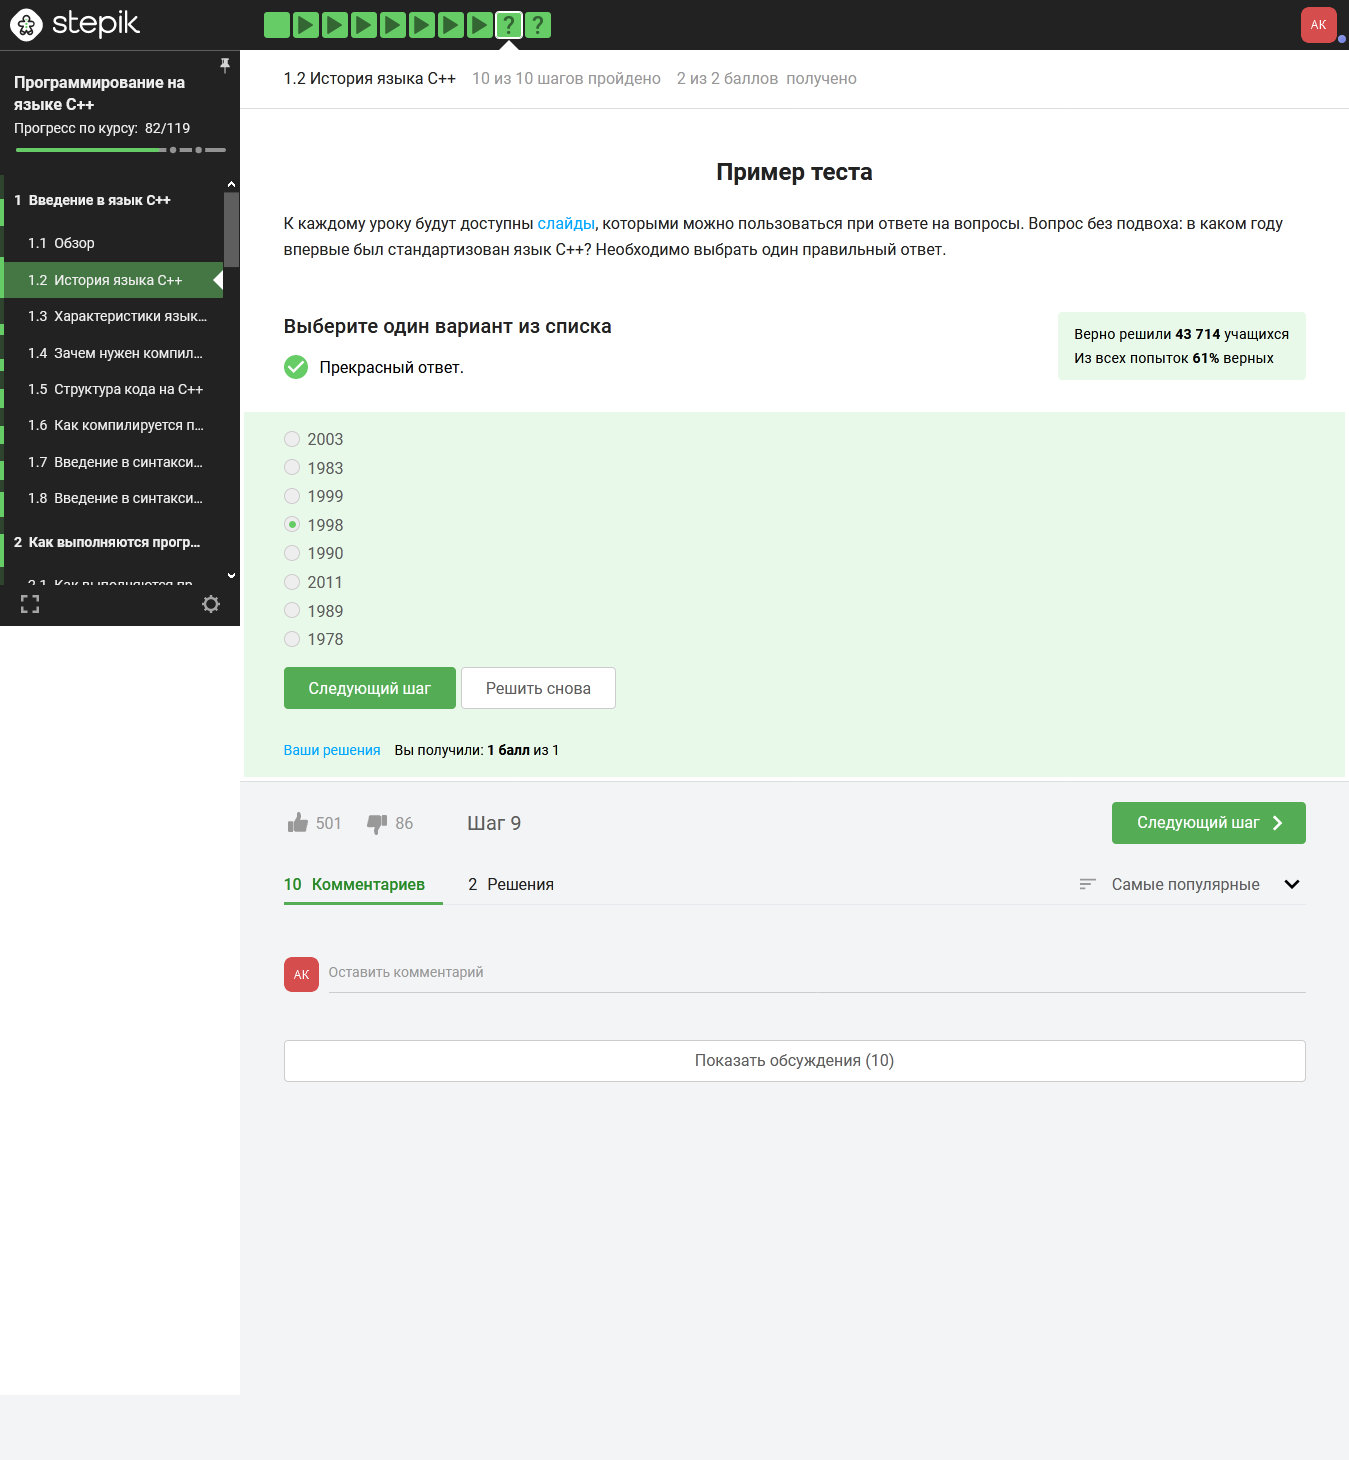 stepik
? ?
АК
Программирование на
языке C++
Прогресс по курсу: 82/119
1 Введение в язык C++
1.1 Обзор
1.2 История языка C++
1.3 Характеристики язык...
1.4 Зачем нужен компил...
1.5 Структура кода на C++
1.6 Как компилируется п...
1.7 Введение в синтакси...
1.8 Введение в синтакси...
2 Как выполняются прогр...
2.1 Как выполняются пр
1.2 История языка C++ 10 из 10 шагов пройдено 2 из 2 баллов получено
Пример теста
К каждому уроку будут доступны слайды, которыми можно пользоваться при ответе на вопросы. Вопрос без подвоха: в каком году
впервые был стандартизован язык C++? Необходимо выбрать один правильный ответ.
Выберите один вариант из списка
Прекрасный ответ.
Верно решили 43 714 учащихся
Из всех попыток 61% верных
2003
1983
1999
1998
1990
2011
1989
1978
Следующий шаг Решить снова
Ваши решения Вы получили: 1 балл из 1
501 86 Шаг 9 Следующий шаг
10 Комментариев 2 Решения Самые популярные
АК Оставить комментарий
Показать обсуждения (10)